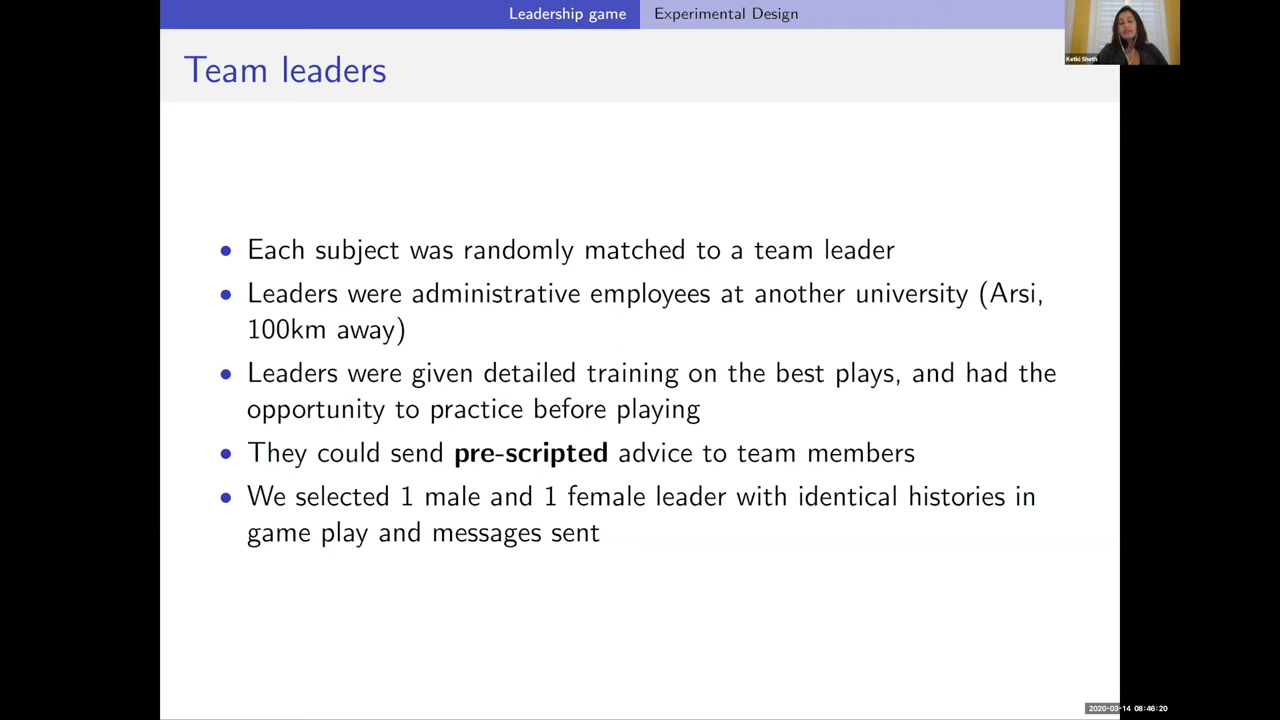 Leadership game Experimental Design
Ketki Sheth
Team leaders
• Each subject was randomly matched to a team leader
• Leaders were administrative employees at another university (Arsi,
100km away)
• Leaders were given detailed training on the best plays, and had the
opportunity to practice before playing
• They could send pre-scripted advice to team members
• We selected 1 male and 1 female leader with identical histories in
game play and messages sent
2020-03-14 08:46:20